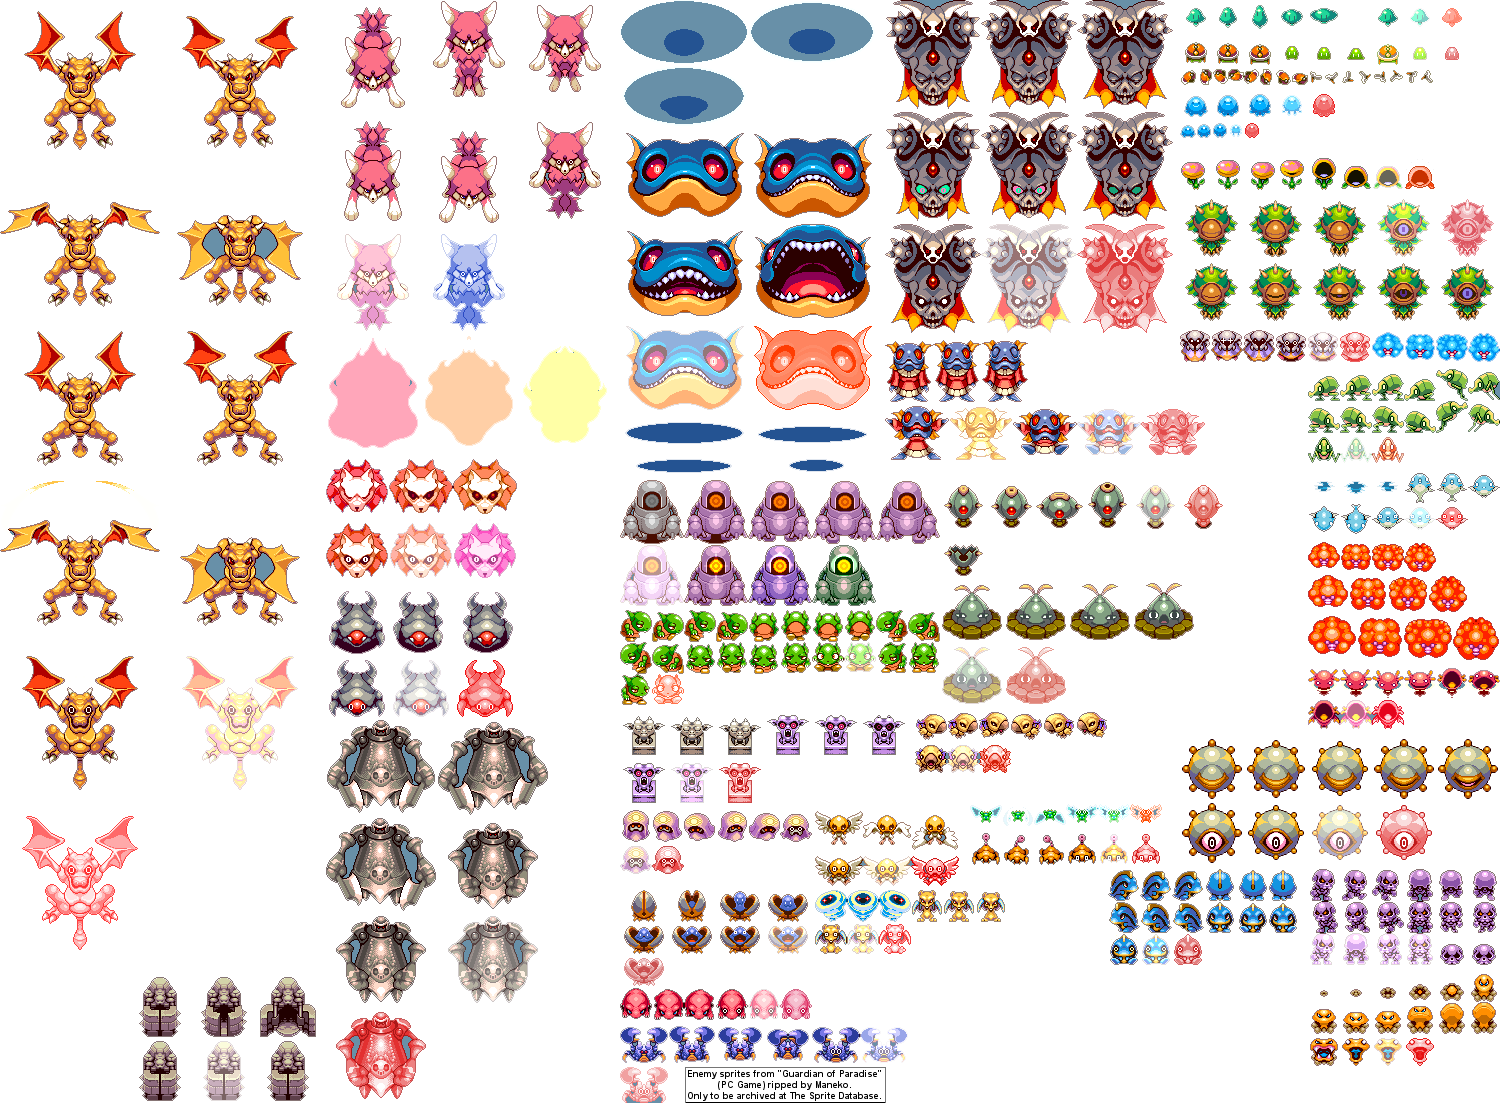 Enemy sprites from "Guardian of Paradise"
(PC Game) ripped by Maneko.
Only to be archived at The Sprite Database.